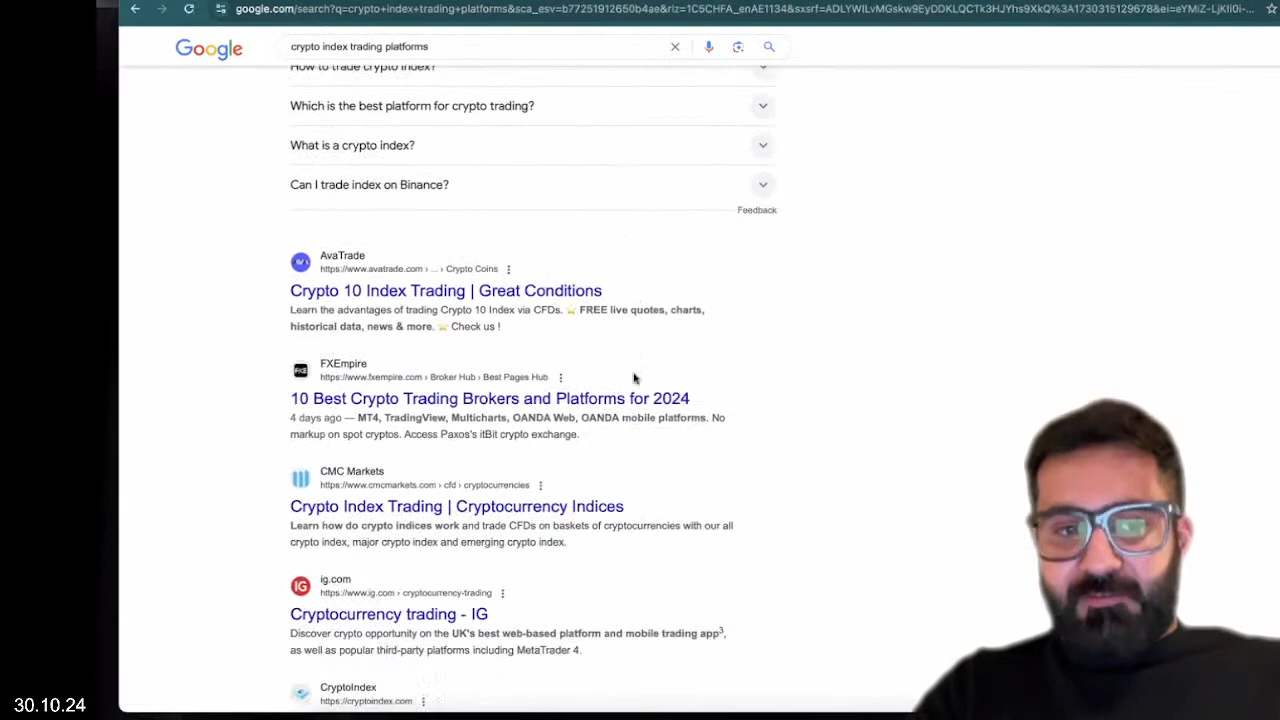 google.com/search?q=crypto+index+trading+platforms&sca_esv=b77251912650b4ae&rlz=1C5CHFA_enAE1134&sxsrf=
Google
crypto index trading platforms
How to trade crypto index?
Which is the best platform for crypto trading?
What is a crypto index?
Can I trade index on Binance?
Feedback
AvaTrade
https://www.avatrade.com › ... › Crypto Coins
Crypto 10 Index Trading | Great Conditions
Learn the advantages of trading Crypto 10 Index via CFDs. ⭐ FREE live quotes, charts,
historical data, news & more. ⭐ Check us !
FXE
FXEmpire
https://www.fxempire.com › Broker Hub › Best Pages Hub
10 Best Crypto Trading Brokers and Platforms for 2024
4 days ago — MT4, TradingView, Multicharts, OANDA Web, OANDA mobile platforms. No
markup on spot cryptos. Access Paxos's itBit crypto exchange.
CMC Markets
https://www.cmcmarkets.com › cfd › cryptocurrencies
Crypto Index Trading | Cryptocurrency Indices
Learn how do crypto indices work and trade CFDs on baskets of cryptocurrencies with our all
crypto index, major crypto index and emerging crypto index.
IG
ig.com
https://www.ig.com › cryptocurrency-trading
Cryptocurrency trading - IG
Discover crypto opportunity on the UK's best web-based platform and mobile trading app³,
as well as popular third-party platforms including MetaTrader 4.
CryptoIndex
https://cryptoindex.com
30.10.24